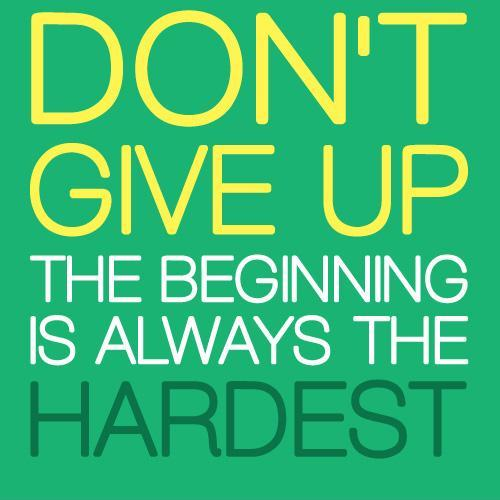 DON'T
GIVE UP
THE BEGINNING
IS ALWAYS THE
HARDEST